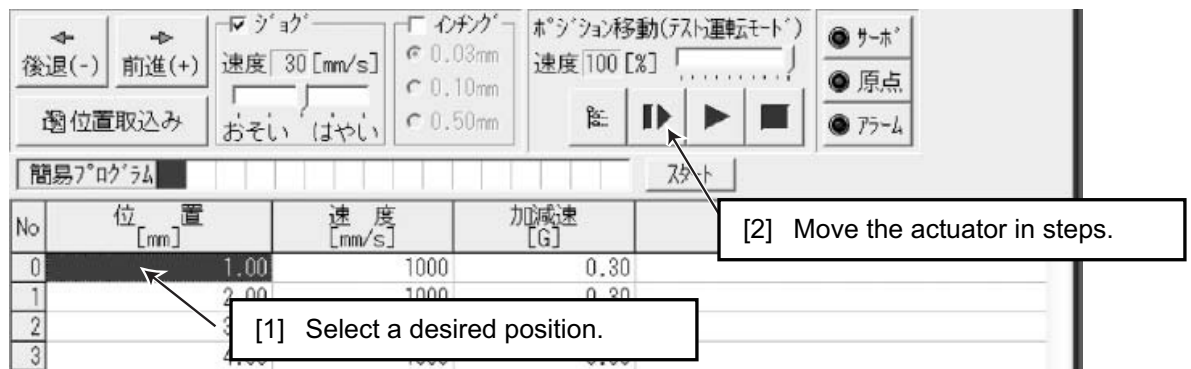 後退(-) 前進(+)
位置取込み
ジョグ
速度 30 [mm/s]
おそい はやい
インチング
0.03mm
0.10mm
0.50mm
ポジション移動(テスト運転モード)
速度 100 [%]
サーボ
原点
アラーム
簡易プログラム
スタート
No 位 置 [mm] 速 度 [mm/s] 加減速 [G]
0 1.00 1000 0.30
1 2.00 1000 0.30
2
3
[1] Select a desired position.
[2] Move the actuator in steps.